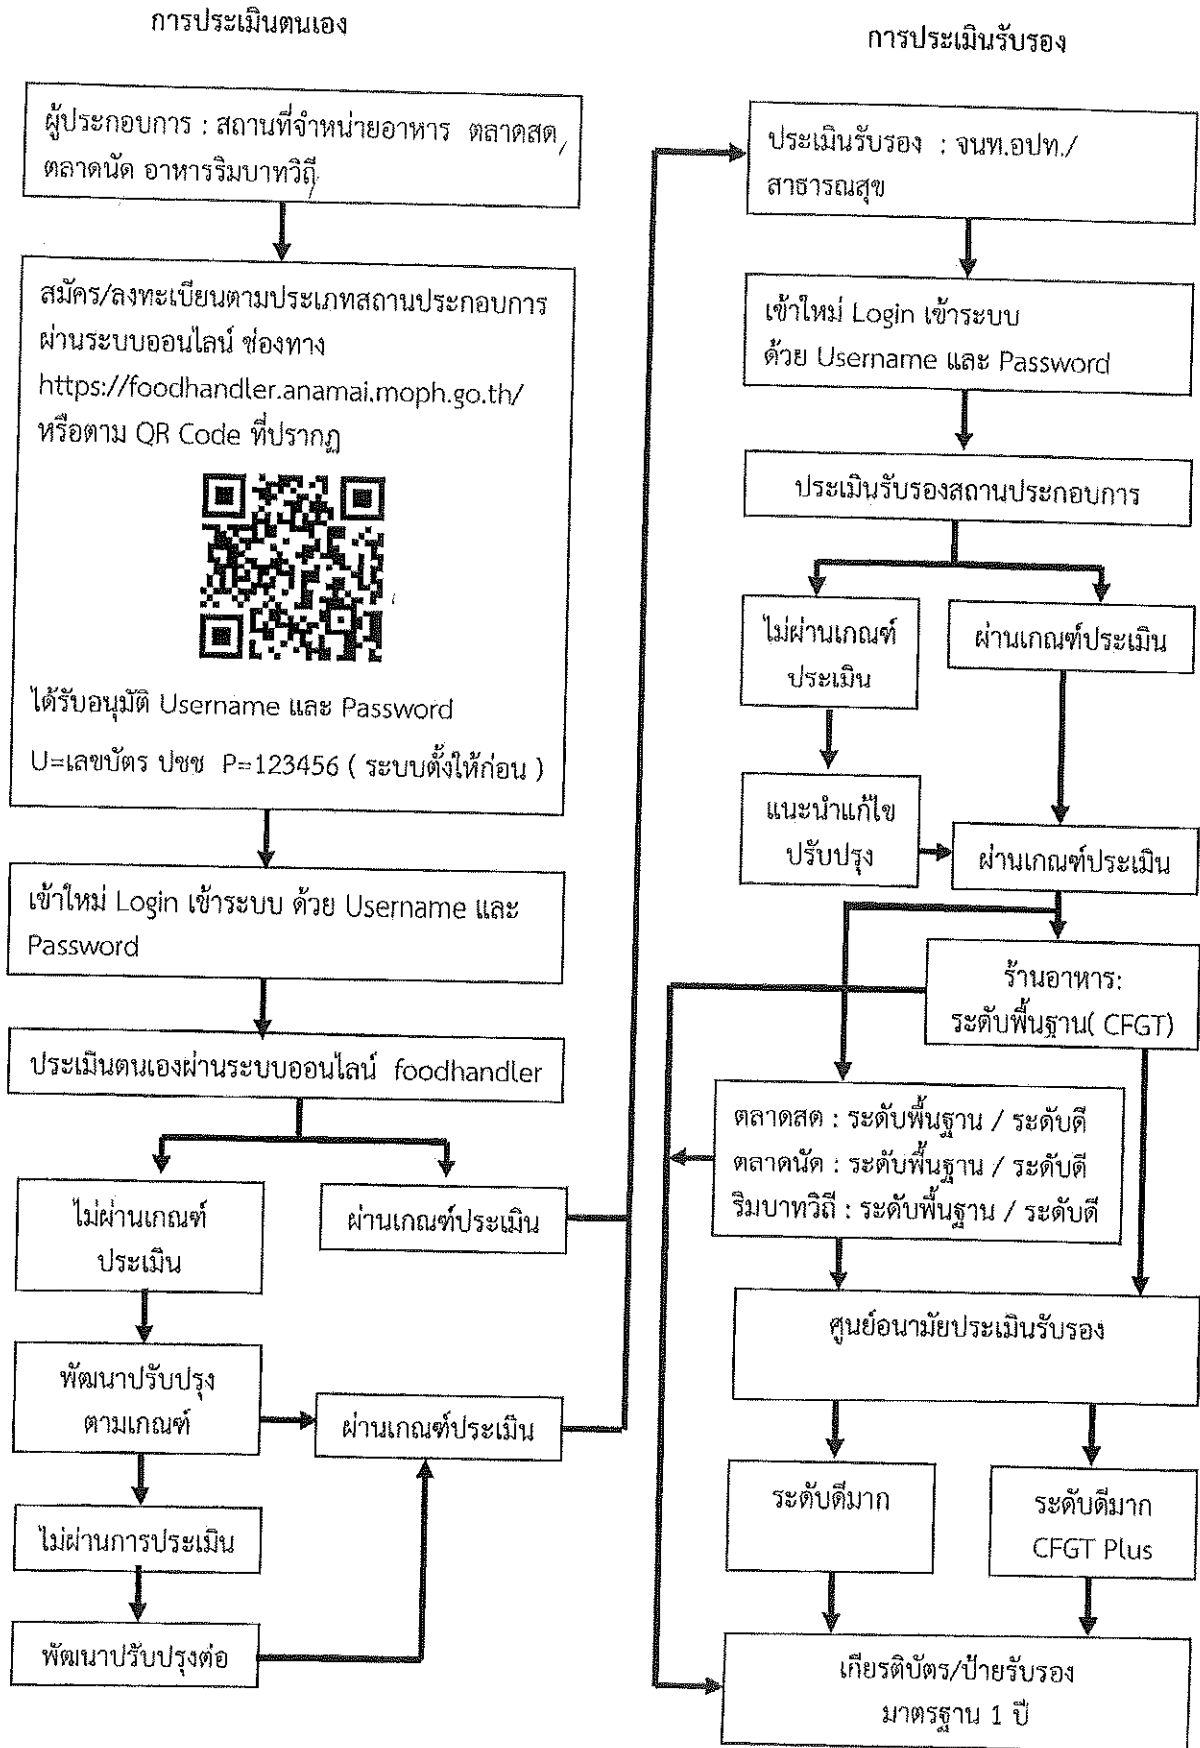 การประเมินตนเอง
ผู้ประกอบการ : สถานที่จำหน่ายอาหาร ตลาดสด,
ตลาดนัด อาหารริมบาทวิถี,
สมัคร/ลงทะเบียนตามประเภทสถานประกอบการ
ผ่านระบบออนไลน์ ช่องทาง
https://foodhandler.anamai.moph.go.th/
หรือตาม QR Code ที่ปรากฏ
ได้รับอนุมัติ Username และ Password
U=เลขบัตร ปชช P=123456 ( ระบบตั้งให้ก่อน )
เข้าใหม่ Login เข้าระบบ ด้วย Username และ
Password
ประเมินตนเองผ่านระบบออนไลน์ foodhandler
ไม่ผ่านเกณฑ์
ประเมิน
ผ่านเกณฑ์ประเมิน
พัฒนาปรับปรุง
ตามเกณฑ์
ผ่านเกณฑ์ประเมิน
ไม่ผ่านการประเมิน
พัฒนาปรับปรุงต่อ
การประเมินรับรอง
ประเมินรับรอง : จนท.อปท./
สาธารณสุข
เข้าใหม่ Login เข้าระบบ
ด้วย Username และ Password
ประเมินรับรองสถานประกอบการ
ไม่ผ่านเกณฑ์
ประเมิน
ผ่านเกณฑ์ประเมิน
แนะนำแก้ไข
ปรับปรุง
ผ่านเกณฑ์ประเมิน
ร้านอาหาร:
ระดับพื้นฐาน( CFGT)
ตลาดสด : ระดับพื้นฐาน / ระดับดี
ตลาดนัด : ระดับพื้นฐาน / ระดับดี
ริมบาทวิถี : ระดับพื้นฐาน / ระดับดี
ศูนย์อนามัยประเมินรับรอง
ระดับดีมาก
ระดับดีมาก
CFGT Plus
เกียรติบัตร/ป้ายรับรอง
มาตรฐาน 1 ปี